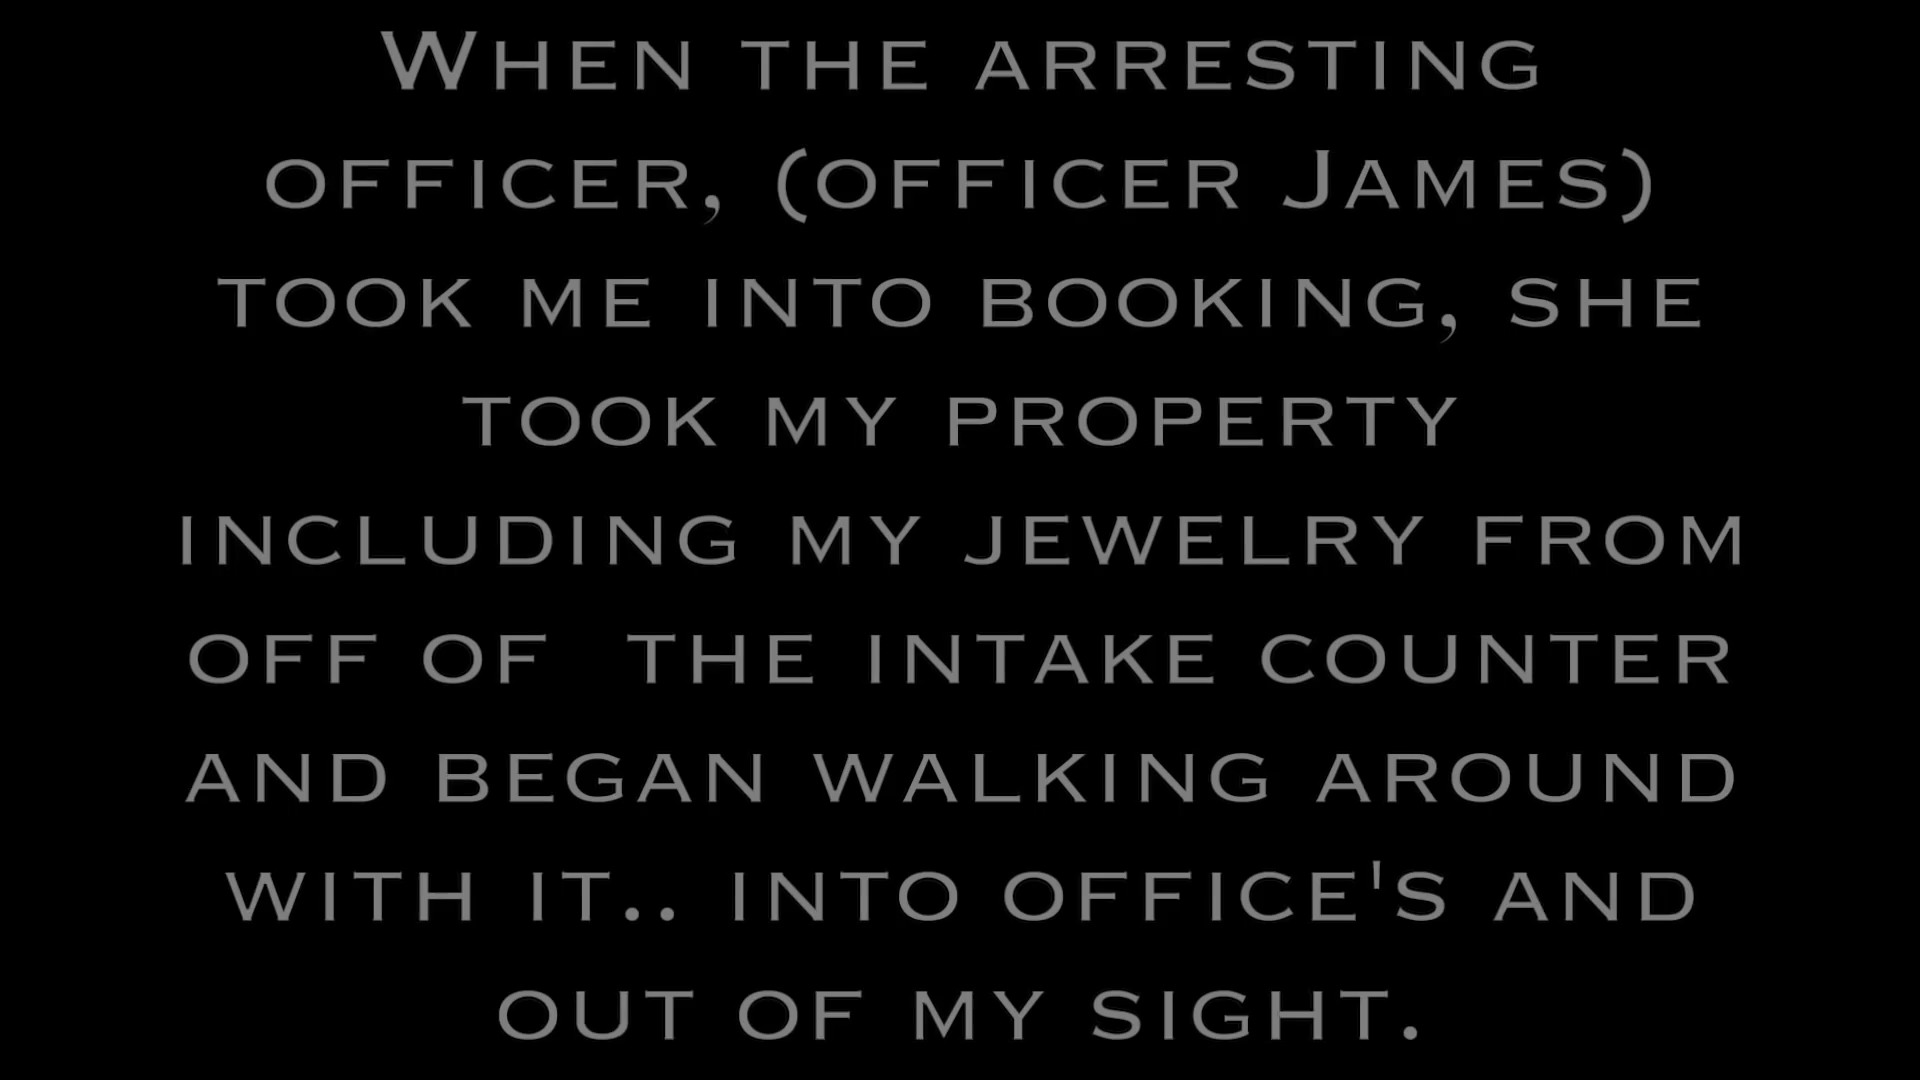 When the arresting
officer, (officer James)
took me into booking, she
took my property
including my jewelry from
off of  the intake counter
and began walking around
with it.. into office's and
out of my sight.